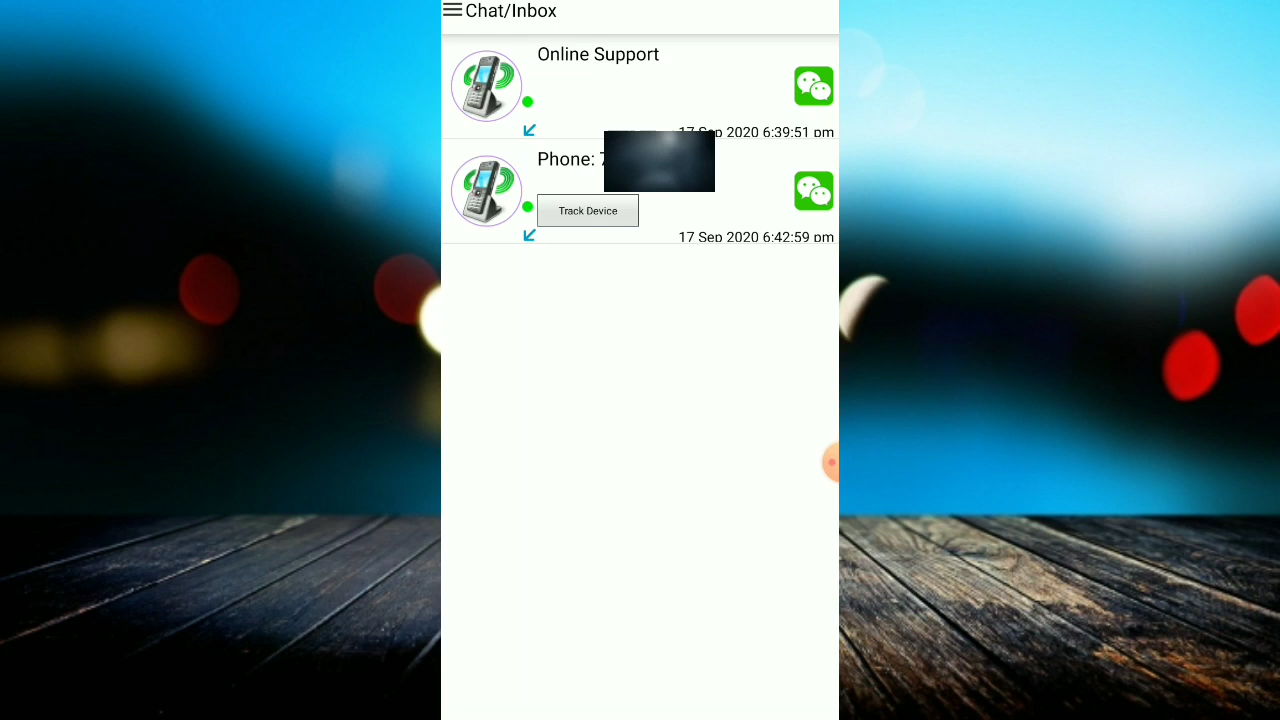 Chat/Inbox
Online Support
17 Sep 2020 6:39:51 pm
Phone:
Track Device
17 Sep 2020 6:42:59 pm